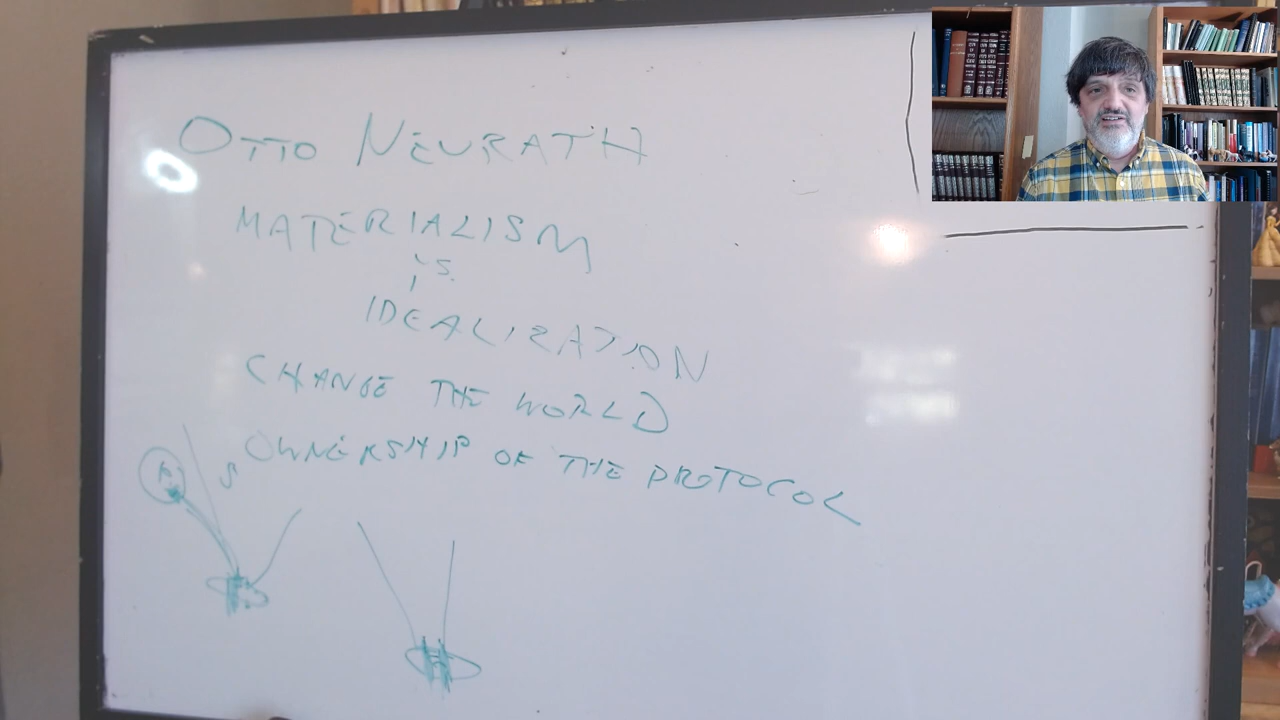 OTTO NEURATH
MATERIALISM
vs.
IDEALIZATION
CHANGE THE WORLD
OWNERSHIP OF THE PROTOCOL
S